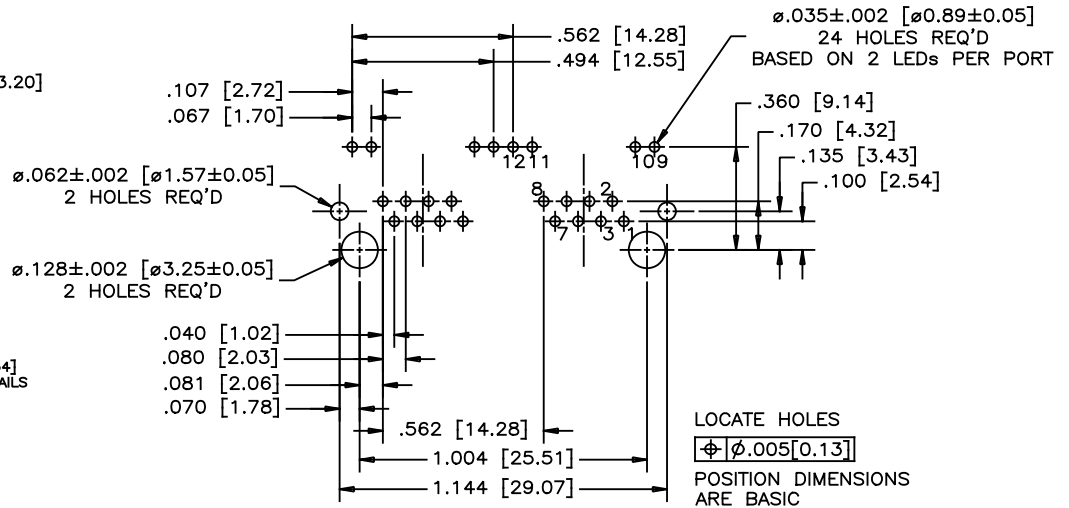 .562 [14.28]
.494 [12.55]
ø.035±.002 [ø0.89±0.05]
24 HOLES REQ'D
BASED ON 2 LEDs PER PORT
3.20]
.107 [2.72]
.067 [1.70]
.360 [9.14]
.170 [4.32]
.135 [3.43]
.100 [2.54]
12 11
10 9
ø.062±.002 [ø1.57±0.05]
2 HOLES REQ'D
8 2
7 3 1
ø.128±.002 [ø3.25±0.05]
2 HOLES REQ'D
.040 [1.02]
.080 [2.03]
.081 [2.06]
.070 [1.78]
4]
AILS
.562 [14.28]
1.004 [25.51]
1.144 [29.07]
LOCATE HOLES
⌖ Ø.005[0.13]
POSITION DIMENSIONS
ARE BASIC